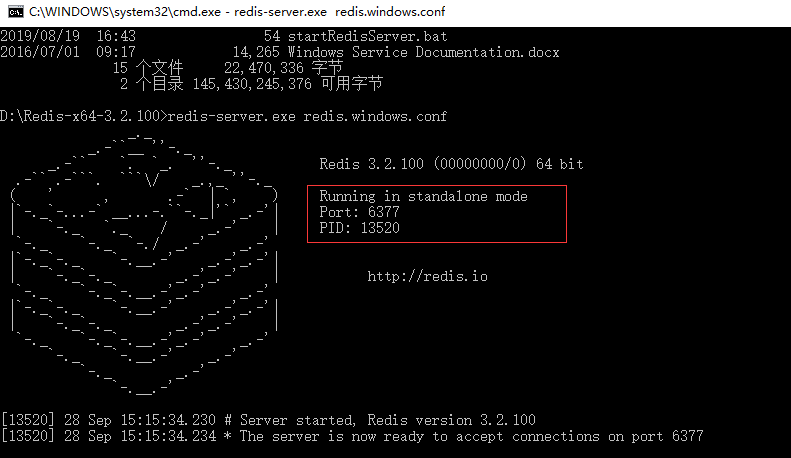 C:\WINDOWS\system32\cmd.exe - redis-server.exe  redis.windows.conf
2019/08/19  16:43                54 startRedisServer.bat
2016/07/01  09:17            14,265 Windows Service Documentation.docx
15 个文件     22,470,336 字节
2 个目录 145,430,245,376 可用字节
D:\Redis-x64-3.2.100>redis-server.exe redis.windows.conf
Redis 3.2.100 (00000000/0) 64 bit
Running in standalone mode
Port: 6377
PID: 13520
http://redis.io
[13520] 28 Sep 15:15:34.230 # Server started, Redis version 3.2.100
[13520] 28 Sep 15:15:34.234 * The server is now ready to accept connections on port 6377